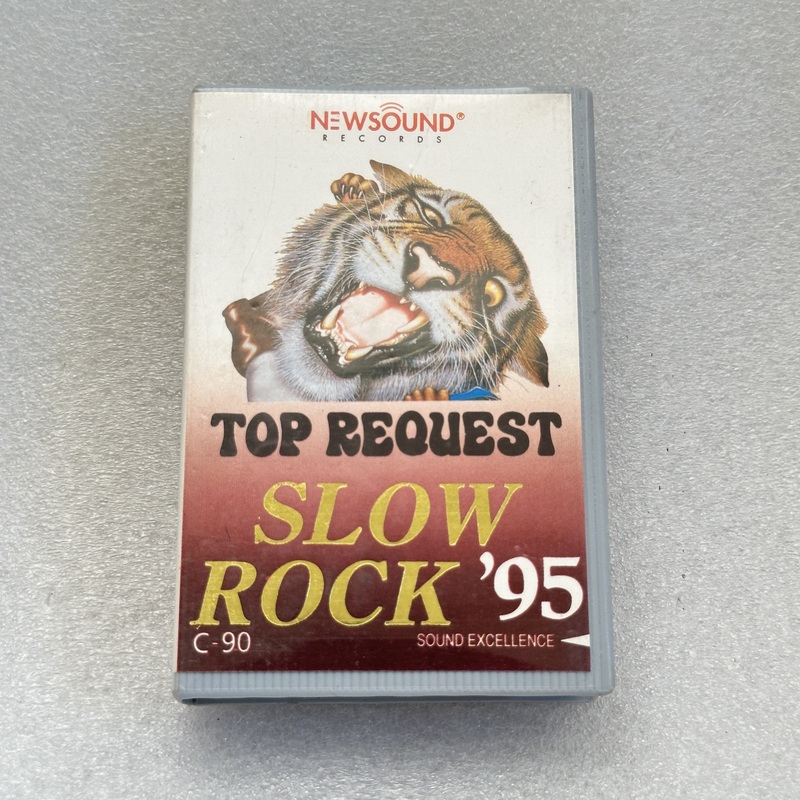 NEWSOUND®
RECORDS
TOP REQUEST
SLOW
ROCK '95
C-90
SOUND EXCELLENCE